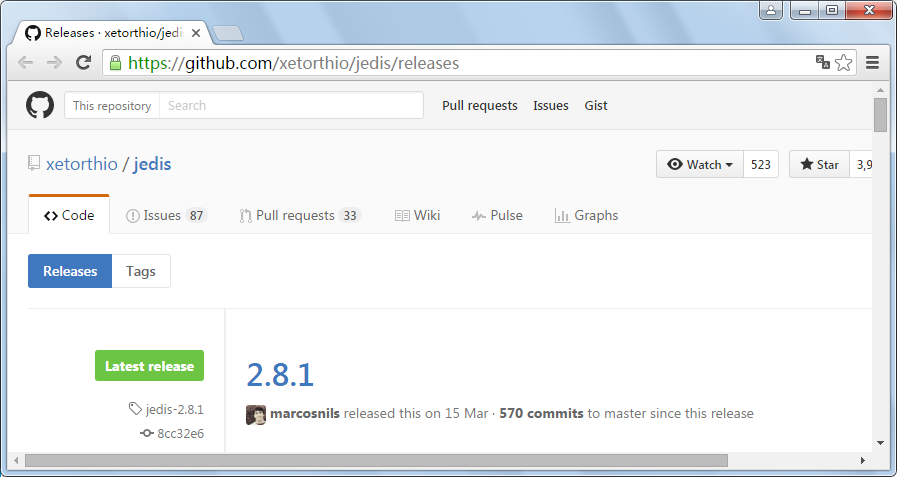 Releases · xetorthio/jedi
https://github.com/xetorthio/jedis/releases
This repository Search Pull requests Issues Gist
xetorthio / jedis Watch 523 Star 3,9
Code Issues 87 Pull requests 33 Wiki Pulse Graphs
Releases Tags
Latest release
2.8.1
jedis-2.8.1
marcosnils released this on 15 Mar · 570 commits to master since this release
8cc32e6